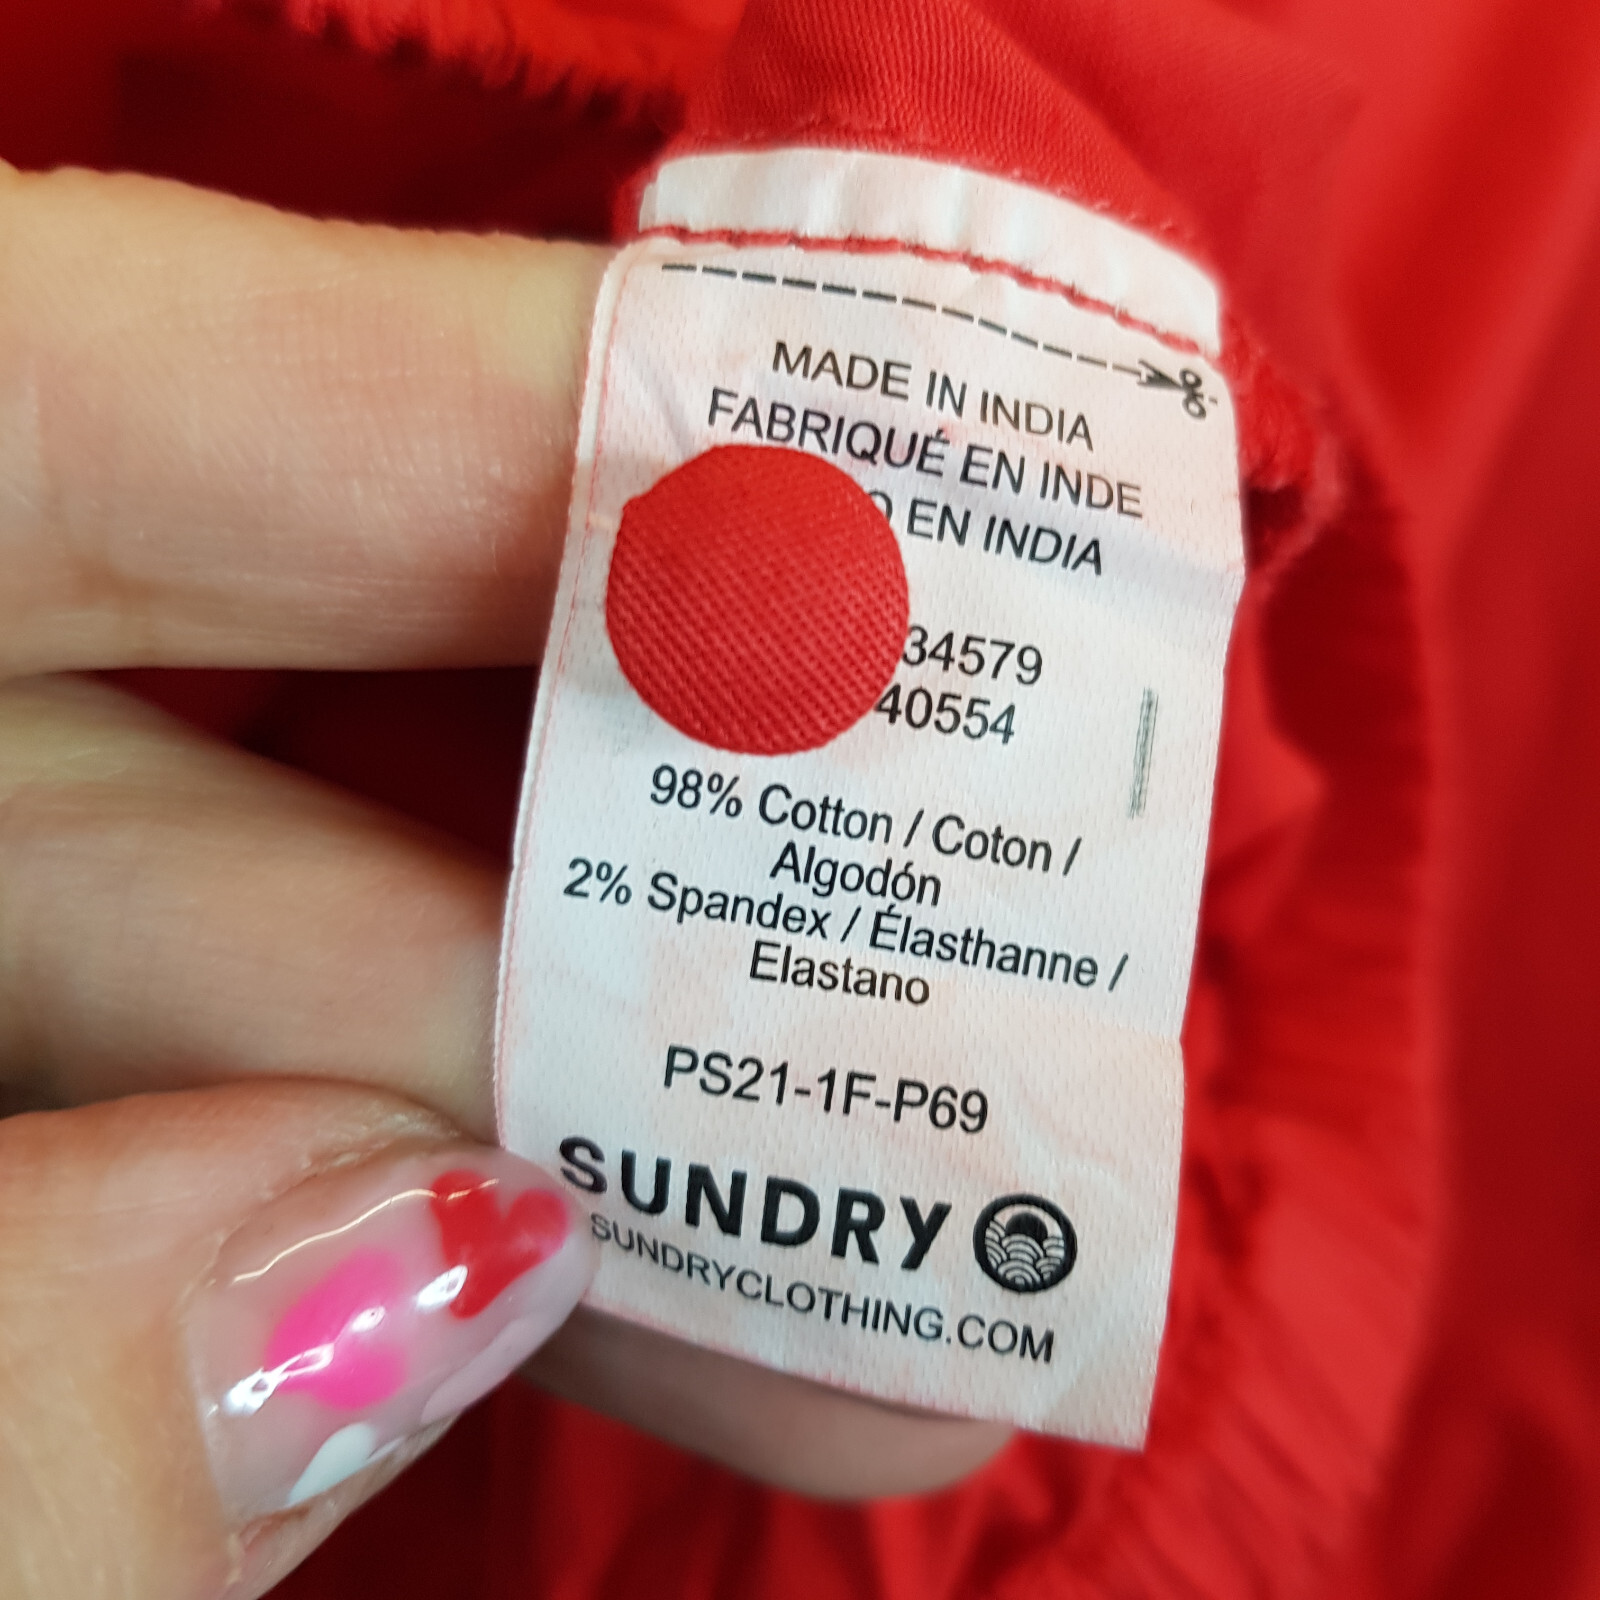 MADE IN INDIA
FABRIQUÉ EN INDE
EN INDIA
34579
40554
98% Cotton / Coton /
Algodón
2% Spandex / Élasthanne /
Elastano
PS21-1F-P69
SUNDRY
SUNDRYCLOTHING.COM